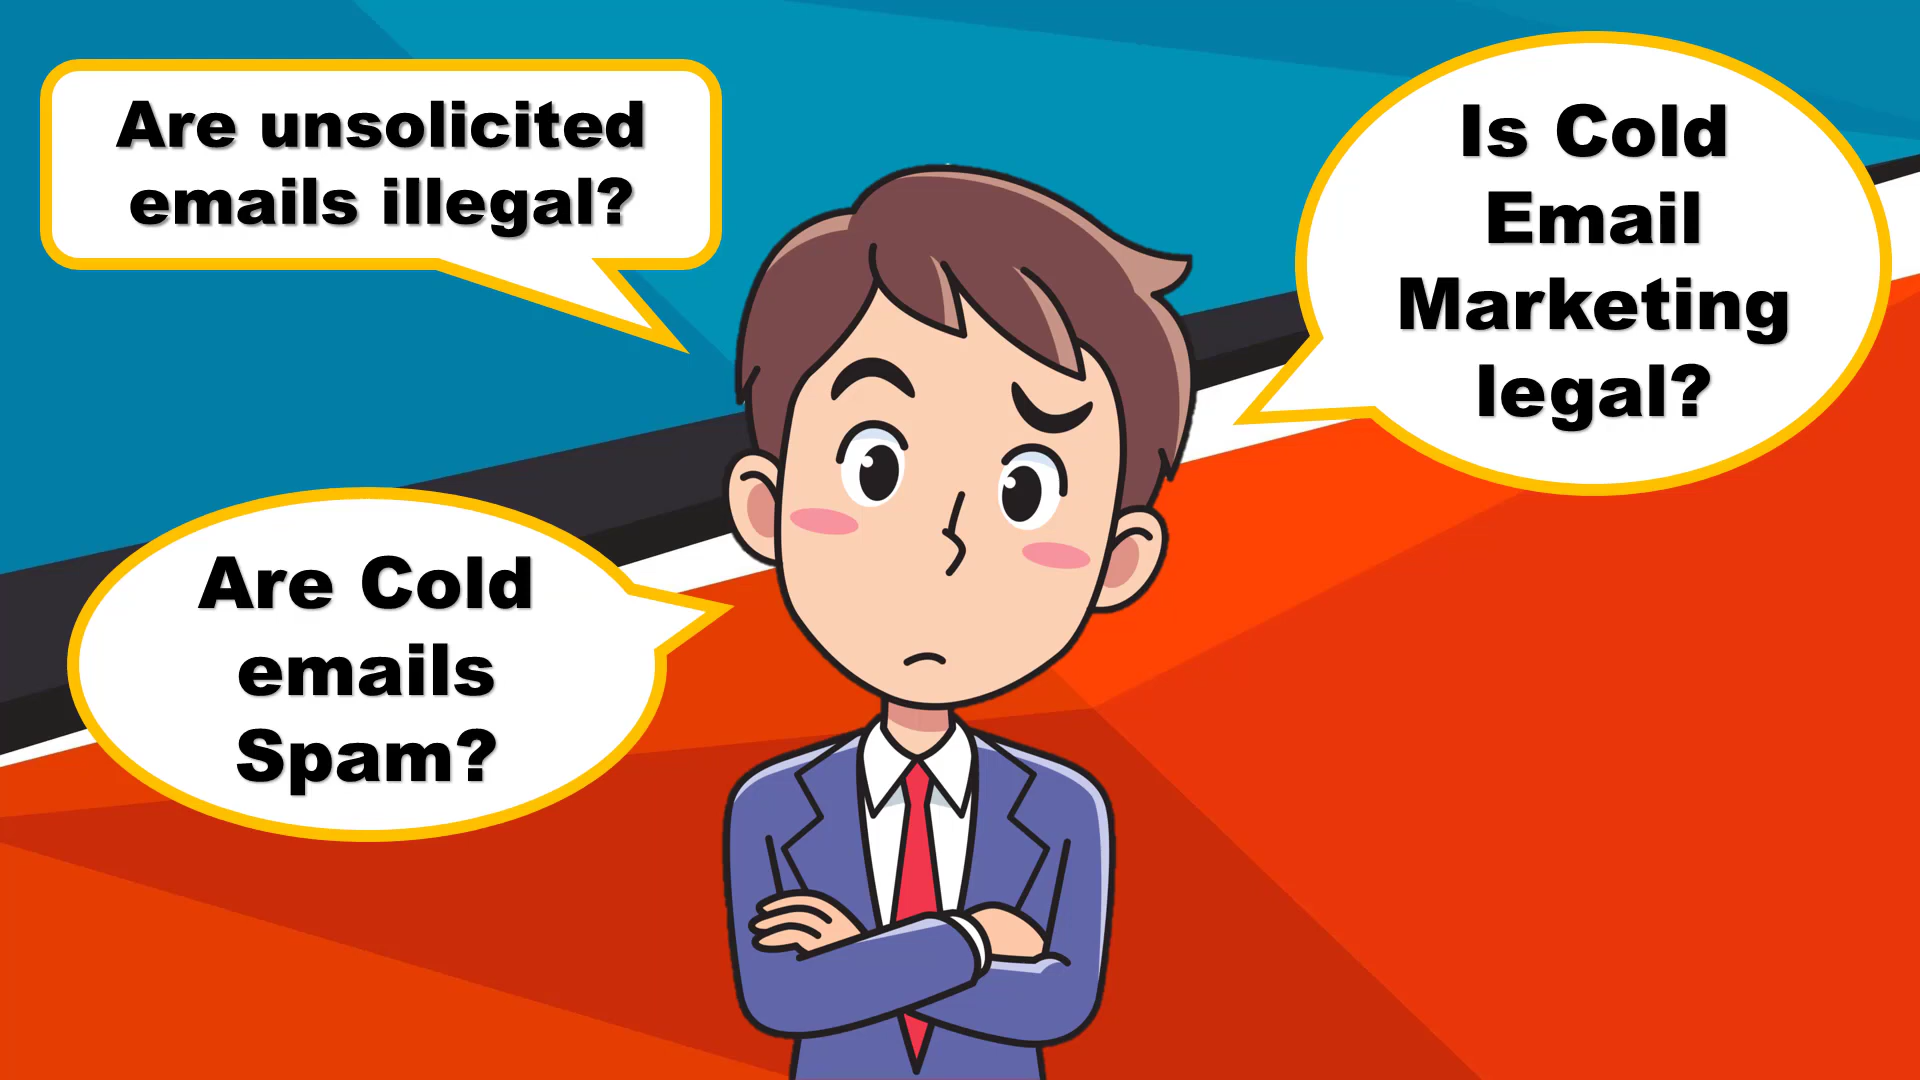 Are unsolicited
emails illegal?
Is Cold
Email
Marketing
legal?
Are Cold
emails
Spam?